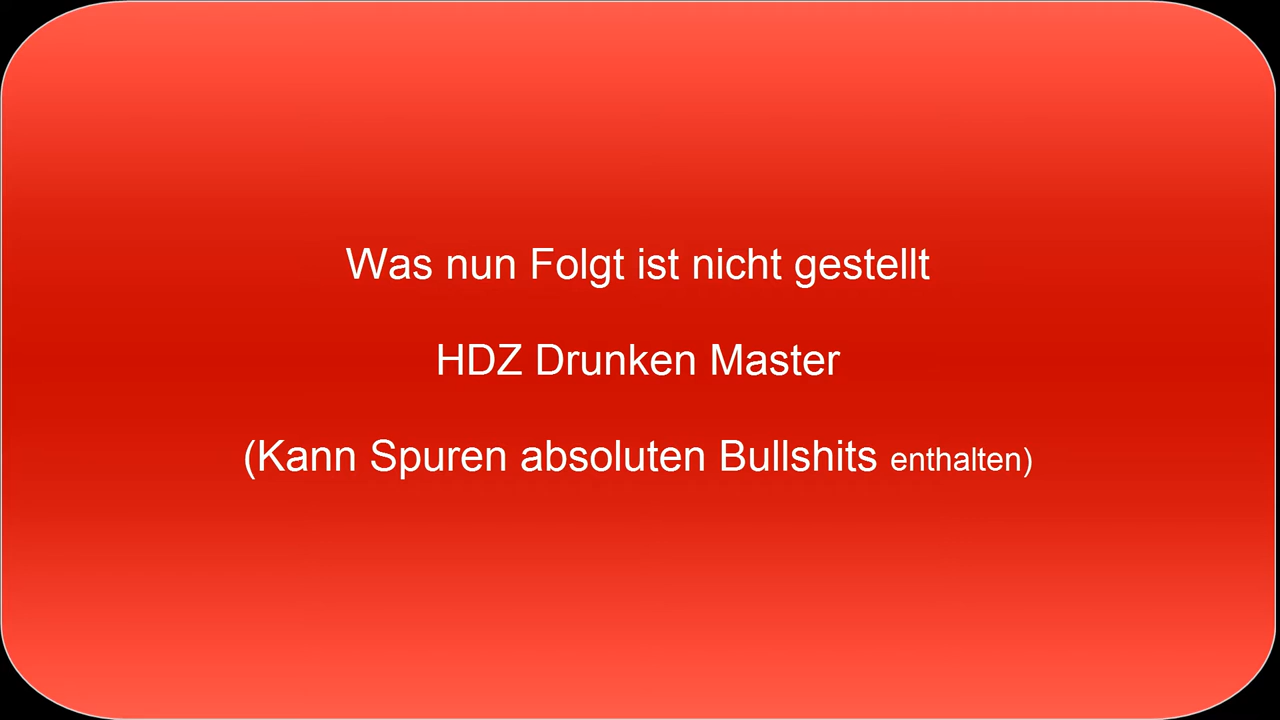 Was nun Folgt ist nicht gestellt
HDZ Drunken Master
(Kann Spuren absoluten Bullshits enthalten)